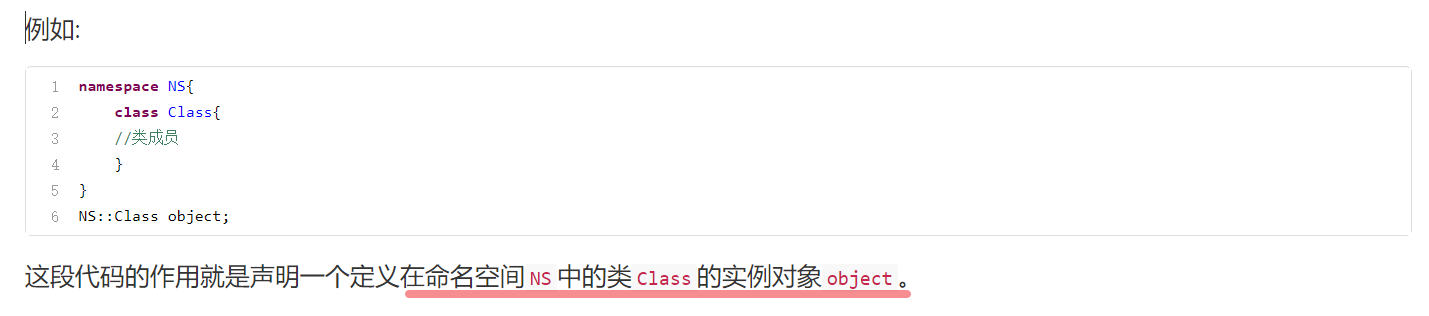 例如:
1 namespace NS{
2     class Class{
3     //类成员
4     }
5 }
6 NS::Class object;
这段代码的作用就是声明一个定义在命名空间 NS 中的类 Class 的实例对象 object 。